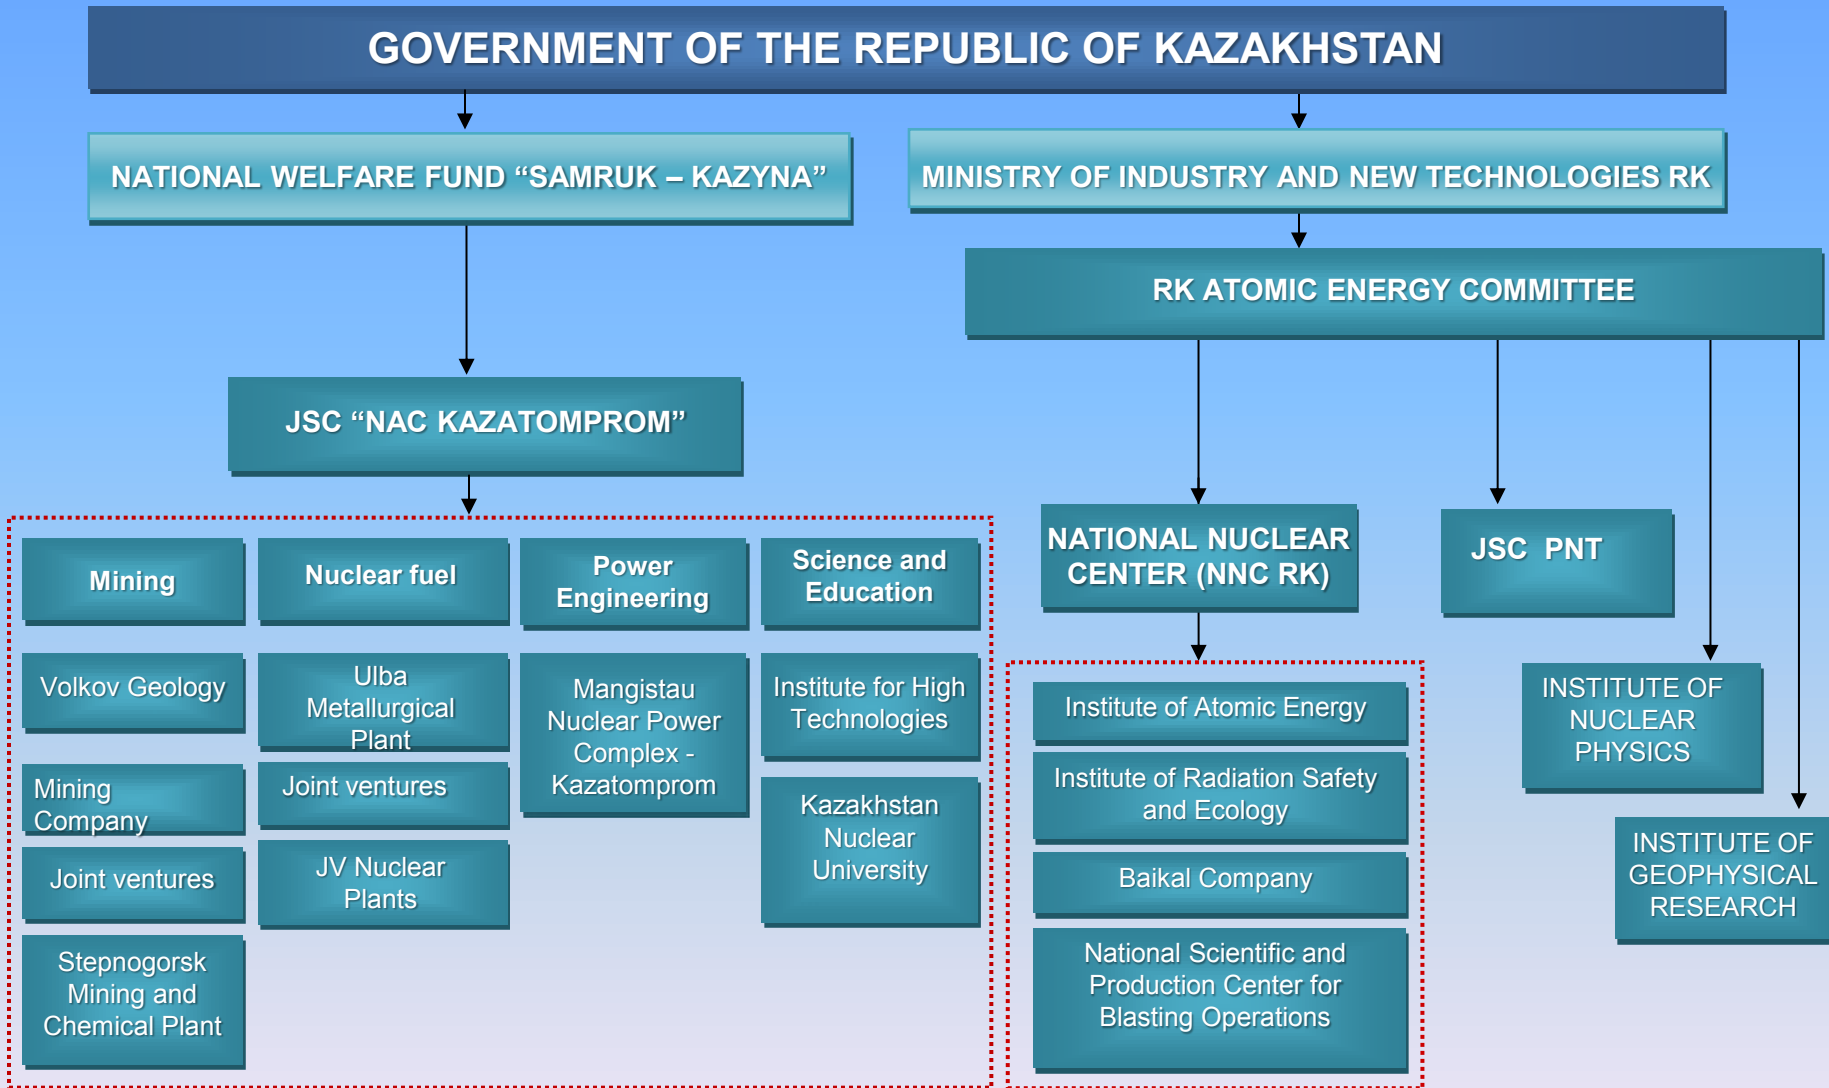 GOVERNMENT OF THE REPUBLIC OF KAZAKHSTAN
NATIONAL WELFARE FUND “SAMRUK – KAZYNA”
MINISTRY OF INDUSTRY AND NEW TECHNOLOGIES RK
RK ATOMIC ENERGY COMMITTEE
JSC “NAC KAZATOMPROM”
Mining
Volkov Geology
Mining
Company
Joint ventures
Stepnogorsk
Mining and
Chemical Plant
Nuclear fuel
Ulba
Metallurgical
Plant
Joint ventures
JV Nuclear
Plants
Power
Engineering
Mangistau
Nuclear Power
Complex -
Kazatomprom
Science and
Education
Institute for High
Technologies
Kazakhstan
Nuclear
University
NATIONAL NUCLEAR
CENTER (NNC RK)
Institute of Atomic Energy
Institute of Radiation Safety
and Ecology
Baikal Company
National Scientific and
Production Center for
Blasting Operations
JSC PNT
INSTITUTE OF
NUCLEAR
PHYSICS
INSTITUTE OF
GEOPHYSICAL
RESEARCH